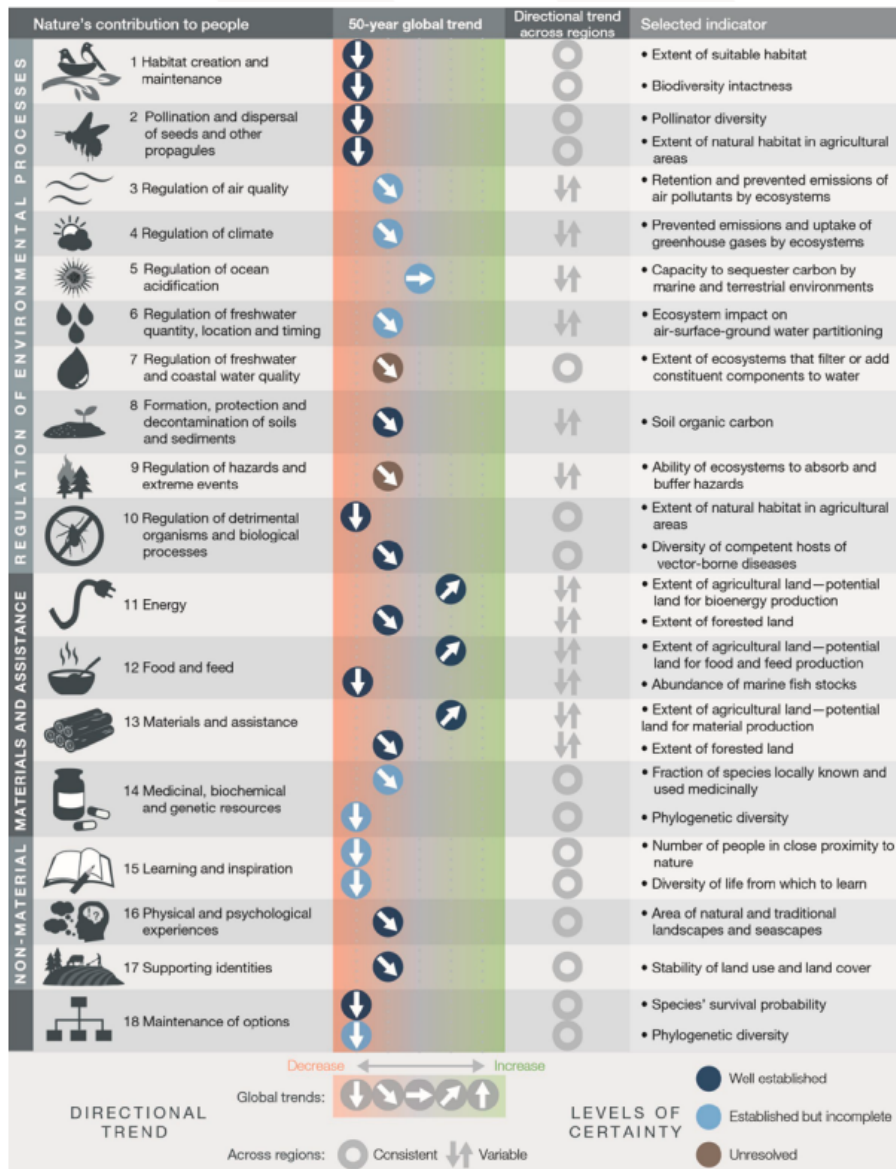 Nature's contribution to people
50-year global trend
Directional trend
across regions
Selected indicator
REGULATION OF ENVIRONMENTAL PROCESSES
1 Habitat creation and
maintenance
• Extent of suitable habitat
• Biodiversity intactness
2 Pollination and dispersal
of seeds and other
propagules
• Pollinator diversity
• Extent of natural habitat in agricultural
areas
3 Regulation of air quality
• Retention and prevented emissions of
air pollutants by ecosystems
4 Regulation of climate
• Prevented emissions and uptake of
greenhouse gases by ecosystems
5 Regulation of ocean
acidification
• Capacity to sequester carbon by
marine and terrestrial environments
6 Regulation of freshwater
quantity, location and timing
• Ecosystem impact on
air-surface-ground water partitioning
7 Regulation of freshwater
and coastal water quality
• Extent of ecosystems that filter or add
constituent components to water
8 Formation, protection and
decontamination of soils
and sediments
• Soil organic carbon
9 Regulation of hazards and
extreme events
• Ability of ecosystems to absorb and
buffer hazards
10 Regulation of detrimental
organisms and biological
processes
• Extent of natural habitat in agricultural
areas
• Diversity of competent hosts of
vector-borne diseases
MATERIALS AND ASSISTANCE
11 Energy
• Extent of agricultural land—potential
land for bioenergy production
• Extent of forested land
12 Food and feed
• Extent of agricultural land—potential
land for food and feed production
• Abundance of marine fish stocks
13 Materials and assistance
• Extent of agricultural land—potential
land for material production
• Extent of forested land
14 Medicinal, biochemical
and genetic resources
• Fraction of species locally known and
used medicinally
• Phylogenetic diversity
NON-MATERIAL
15 Learning and inspiration
• Number of people in close proximity to
nature
• Diversity of life from which to learn
16 Physical and psychological
experiences
• Area of natural and traditional
landscapes and seascapes
17 Supporting identities
• Stability of land use and land cover
18 Maintenance of options
• Species' survival probability
• Phylogenetic diversity
Decrease
Increase
Global trends:
DIRECTIONAL
TREND
Across regions:
Consistent
Variable
LEVELS OF
CERTAINTY
Well established
Established but incomplete
Unresolved